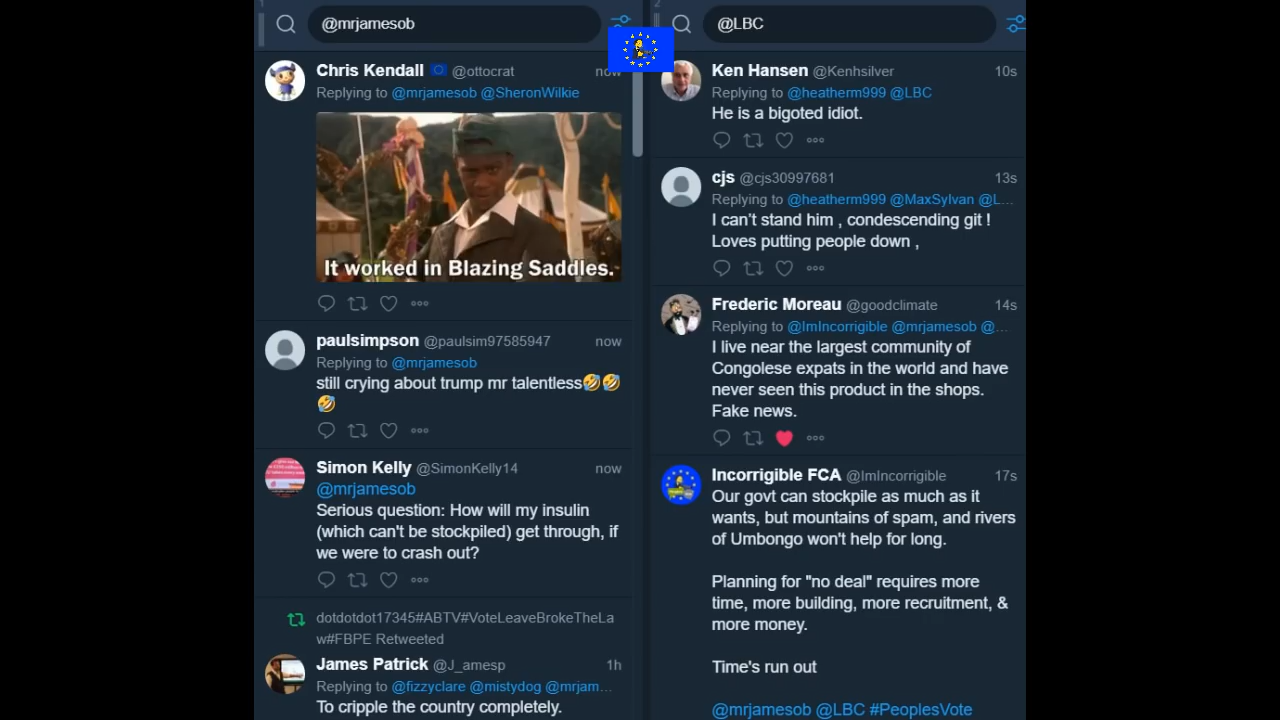 1
@mrjamesob
Chris Kendall @ottocrat now
Replying to @mrjamesob @SheronWilkie
It worked in Blazing Saddles.
paulsimpson @paulsim97585947 now
Replying to @mrjamesob
still crying about trump mr talentless🤣🤣
🤣
Simon Kelly @SimonKelly14 now
@mrjamesob
Serious question: How will my insulin
(which can't be stockpiled) get through, if
we were to crash out?
dotdotdot17345#ABTV#VoteLeaveBrokeTheLa
w#FBPE Retweeted
James Patrick @J_amesp 1h
Replying to @fizzyclare @mistydog @mrjam...
To cripple the country completely.
2
@LBC
Ken Hansen @Kenhsilver 10s
Replying to @heatherm999 @LBC
He is a bigoted idiot.
cjs @cjs30997681 13s
Replying to @heatherm999 @MaxSylvan @L...
I can't stand him , condescending git !
Loves putting people down ,
Frederic Moreau @goodclimate 14s
Replying to @ImIncorrigible @mrjamesob @...
I live near the largest community of
Congolese expats in the world and have
never seen this product in the shops.
Fake news.
Incorrigible FCA @ImIncorrigible 17s
Our govt can stockpile as much as it
wants, but mountains of spam, and rivers
of Umbongo won't help for long.
Planning for "no deal" requires more
time, more building, more recruitment, &
more money.
Time's run out
@mrjamesob @LBC #PeoplesVote